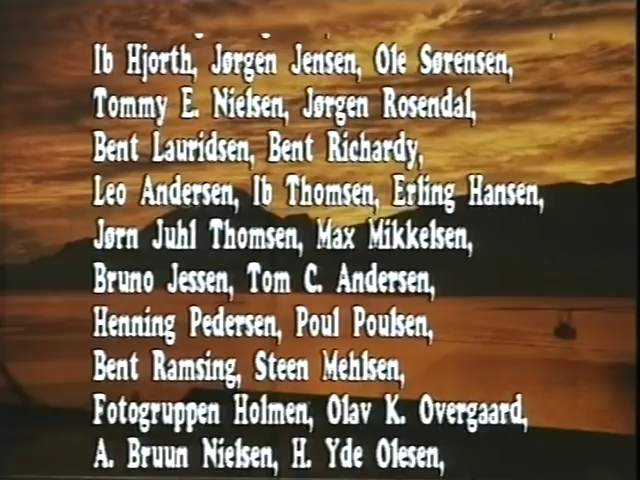 Ib Hjorth, Jørgen Jensen, Ole Sørensen,
Tommy E. Nielsen, Jørgen Rosendal,
Bent Lauridsen, Bent Richardy,
Leo Andersen, Ib Thomsen, Erling Hansen,
Jørn Juhl Thomsen, Max Mikkelsen,
Bruno Jessen, Tom C. Andersen,
Henning Pedersen, Poul Poulsen,
Bent Ramsing, Steen Mehlsen,
Fotogruppen Holmen, Olav K. Overgaard,
A. Bruun Nielsen, H. Yde Olesen,